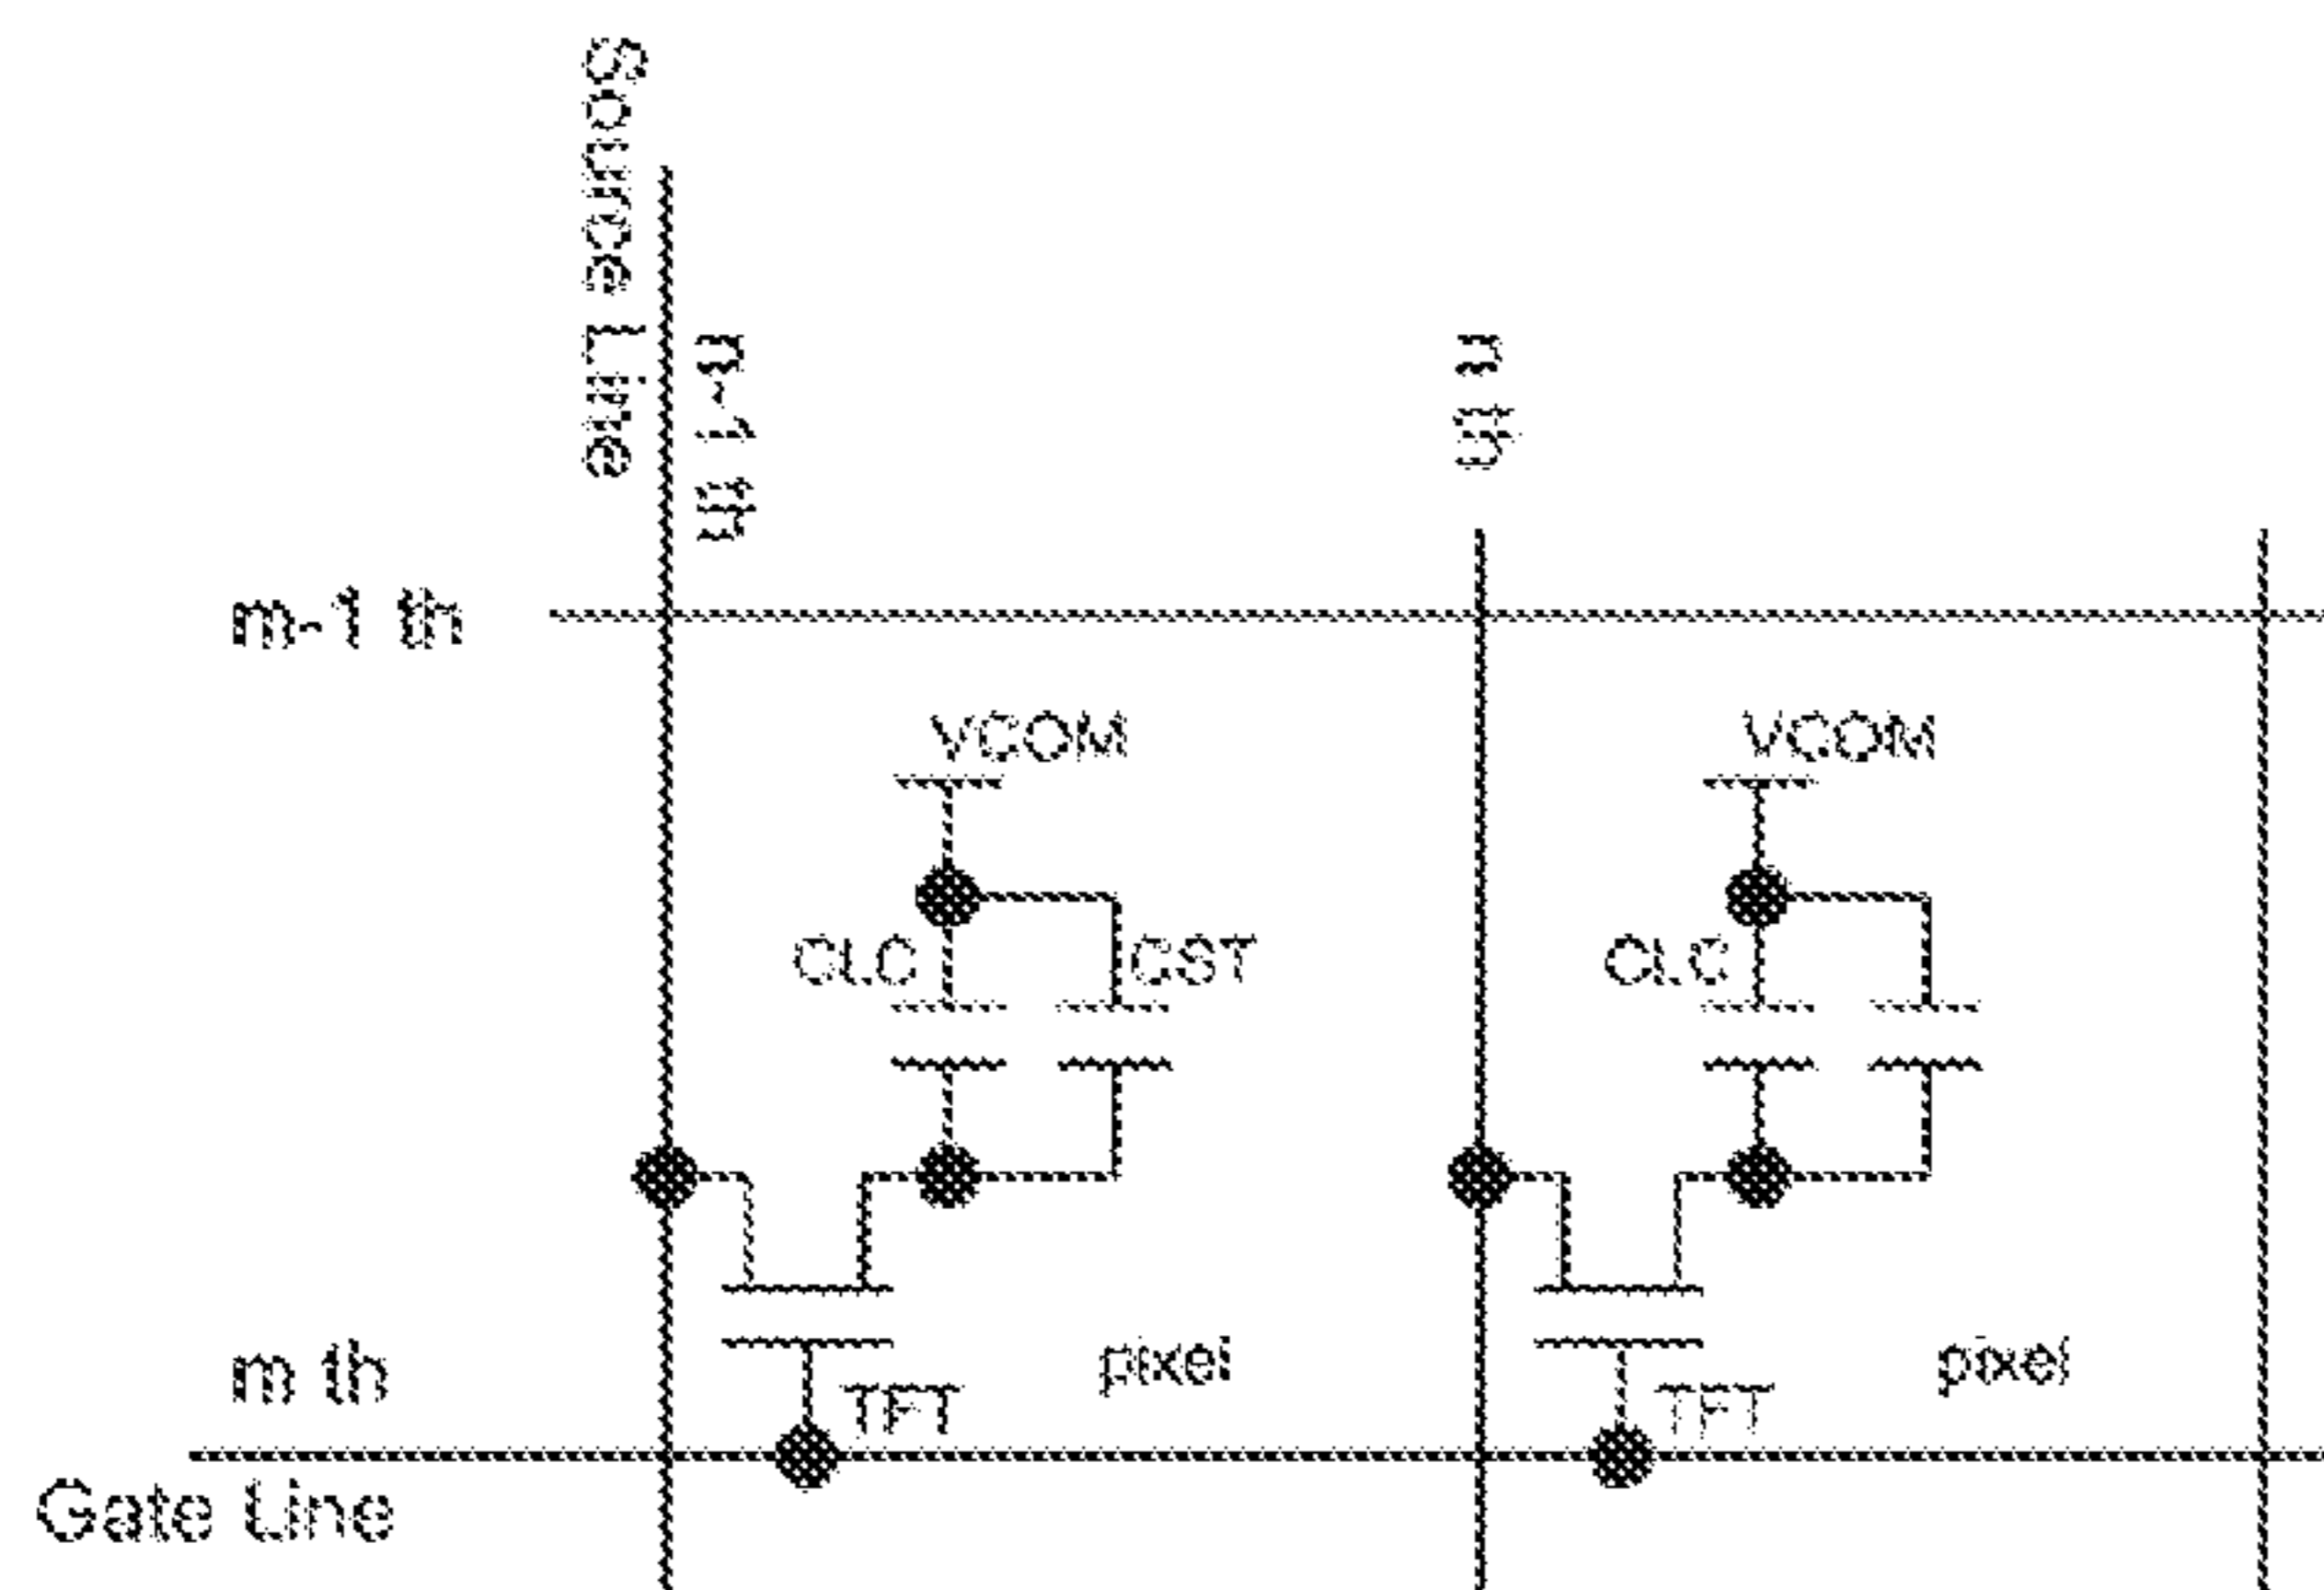 Source Line
n-1 th
n th
m-1 th
VCOM
VCOM
CLC
CST
CLC
m th
pixel
pixel
TFT
TFT
Gate Line